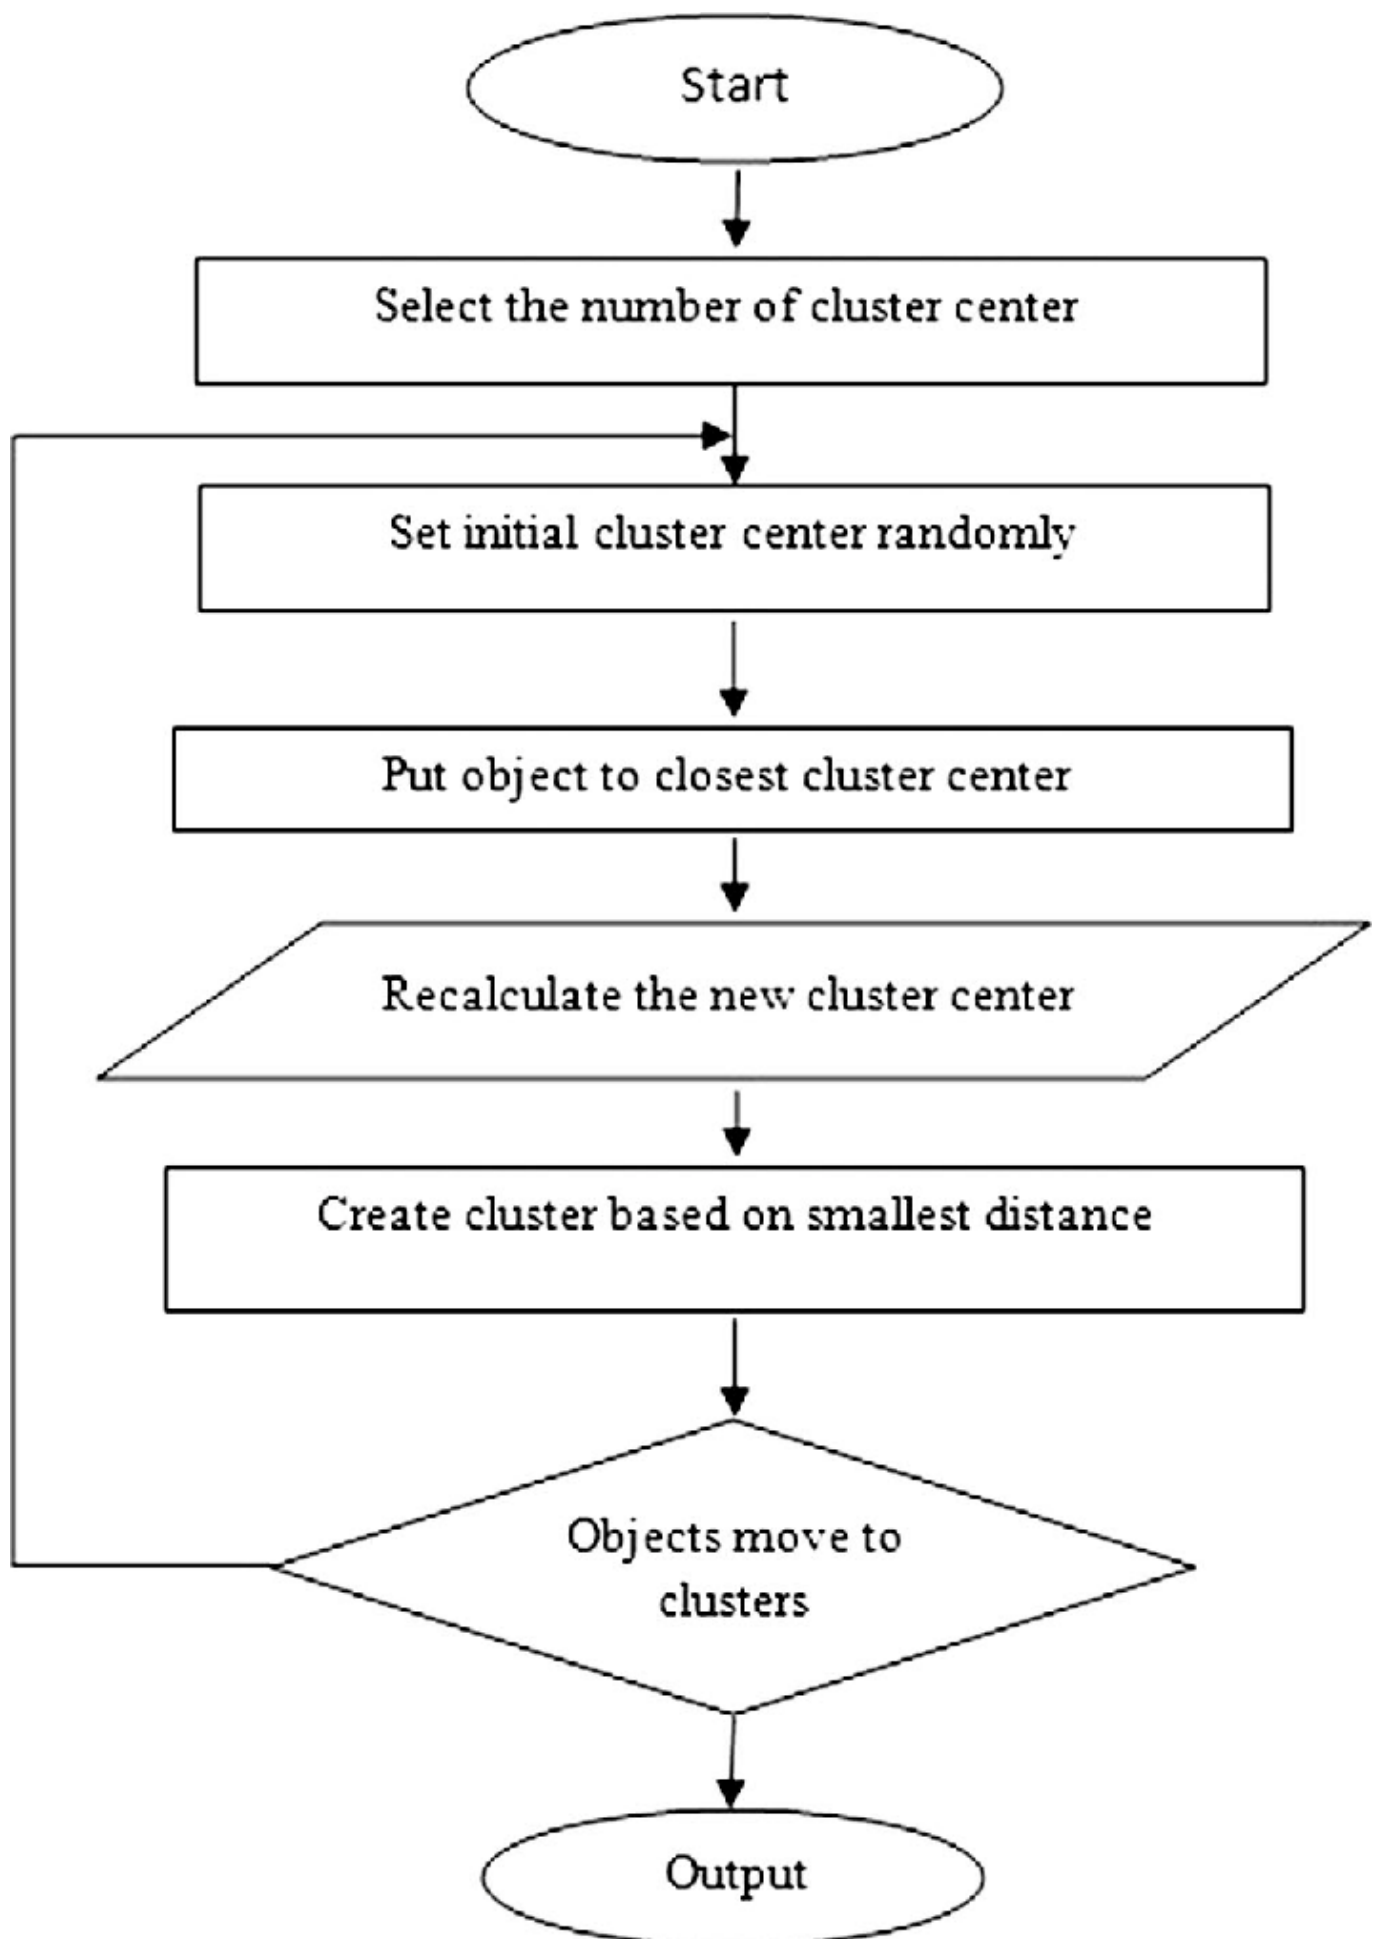 Start
Select the number of cluster center
Set initial cluster center randomly
Put object to closest cluster center
Recalculate the new cluster center
Create cluster based on smallest distance
Objects move to
clusters
Output